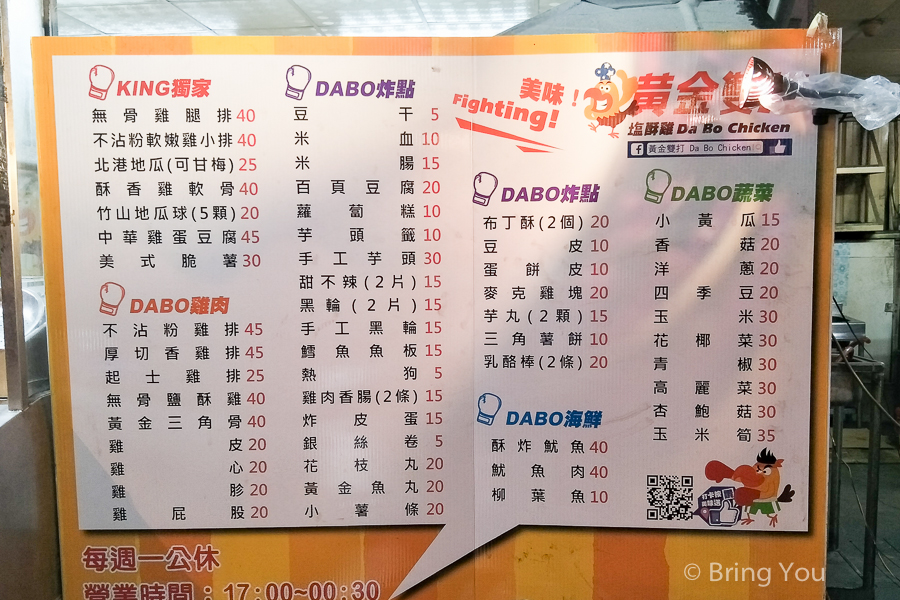 KING獨家
無骨雞腿排40
不沾粉軟嫩雞小排40
北港地瓜(可甘梅)25
酥香雞軟骨40
竹山地瓜球(5顆)20
中華雞蛋豆腐45
美式脆薯30
DABO雞肉
不沾粉雞排45
厚切香雞排45
起士雞排25
無骨鹽酥雞40
黃金三角骨40
雞皮20
雞心20
雞胗20
雞屁股20
DABO炸點
豆干5
米血10
米腸15
百頁豆腐20
蘿蔔糕10
芋頭籤10
手工芋頭30
甜不辣(2片)15
黑輪(2片)15
手工黑輪15
鱈魚魚板15
熱狗5
雞肉香腸(2條)15
炸皮蛋15
銀絲卷5
花枝丸20
黃金魚丸20
小薯條20
美味!
Fighting!
黃金雙
塩酥雞 Da Bo Chicken
黃金雙打 Da Bo Chicken
DABO炸點
布丁酥(2個)20
豆皮10
蛋餅皮10
麥克雞塊20
芋丸(2顆)15
三角薯餅10
乳酪棒(2條)20
DABO海鮮
酥炸魷魚40
魷魚肉40
柳葉魚10
DABO蔬菜
小黃瓜15
香菇20
洋蔥20
四季豆20
玉米30
花椰菜30
青椒30
高麗菜30
杏鮑菇30
玉米筍35
每週一公休
營業時間:17:00~00:30
© Bring You